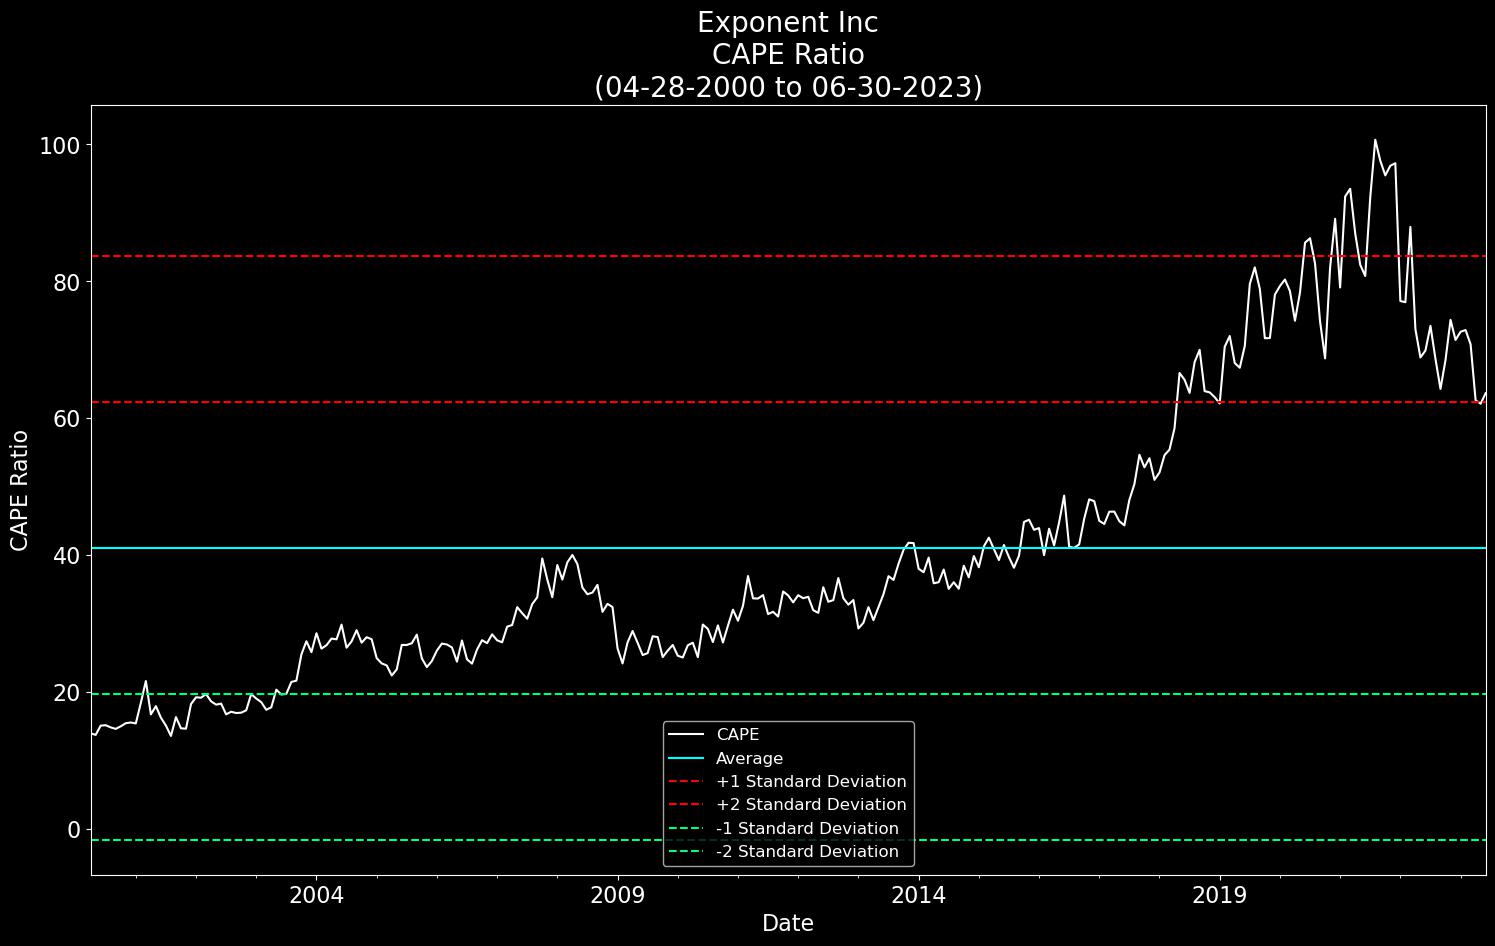 Exponent Inc
CAPE Ratio
(04-28-2000 to 06-30-2023)
100
80
60
40
20
0
CAPE Ratio
CAPE
Average
+1 Standard Deviation
+2 Standard Deviation
-1 Standard Deviation
-2 Standard Deviation
2004 2009 2014 2019
Date